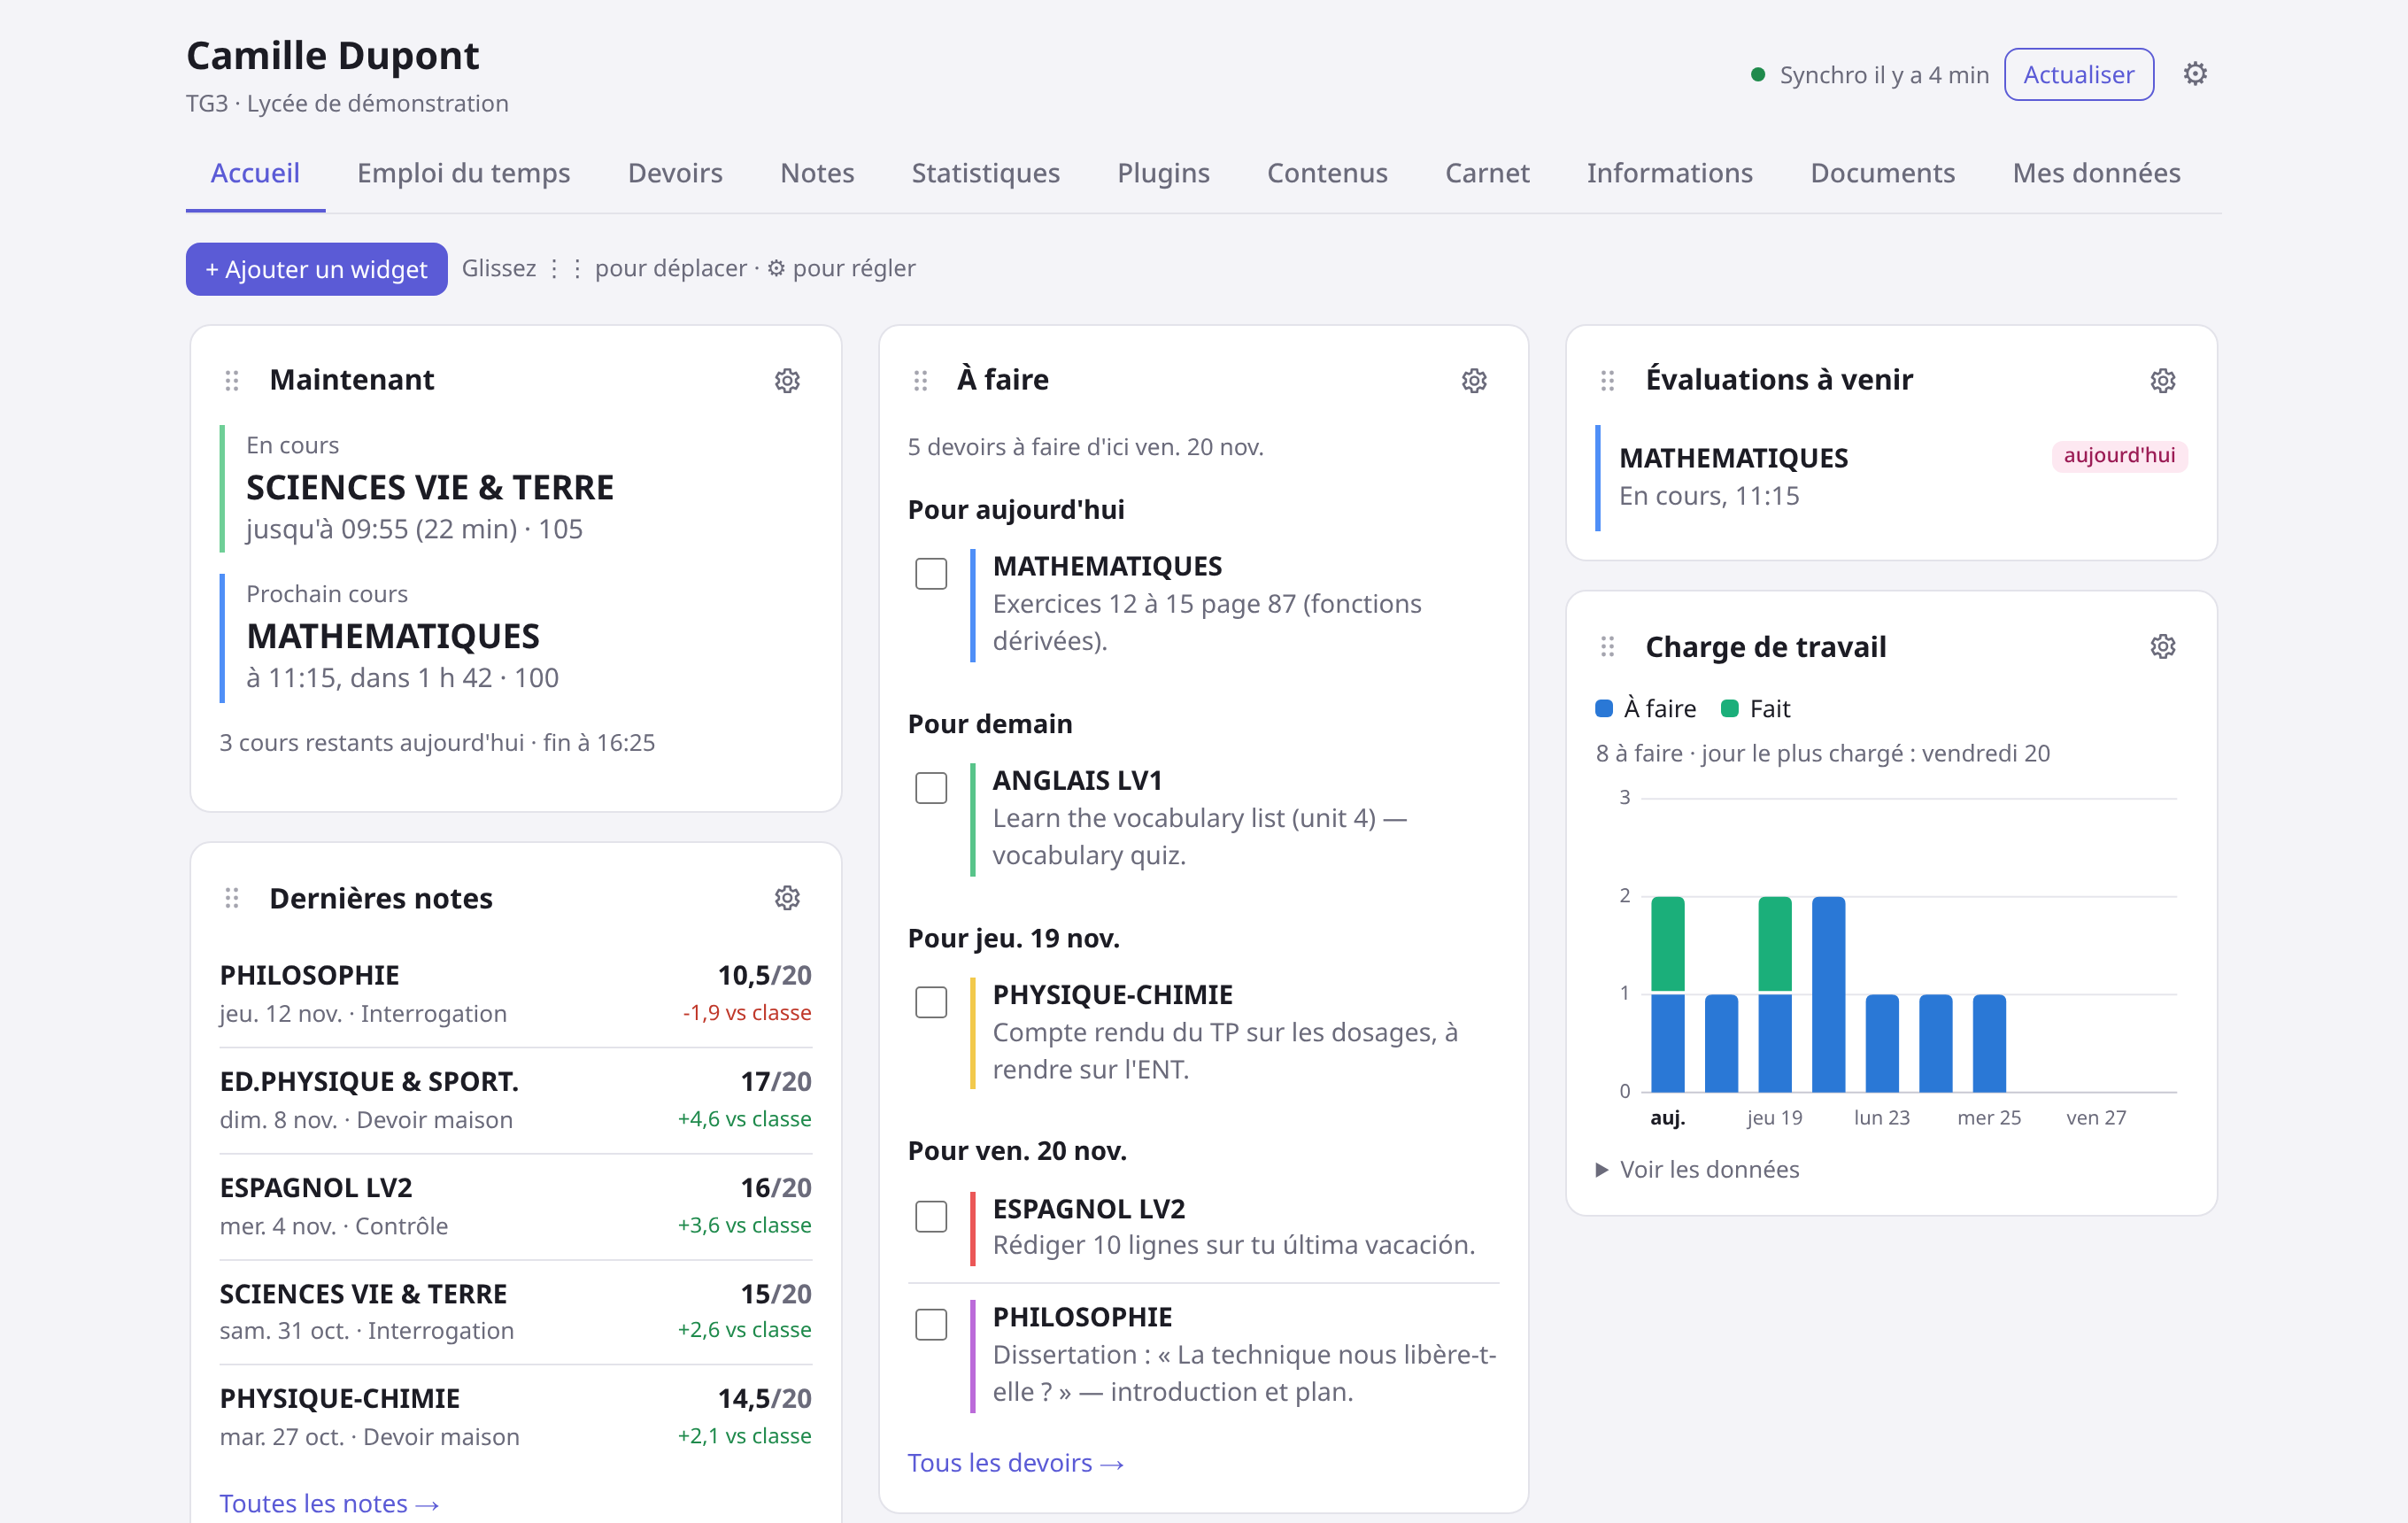 Camille Dupont
TG3 · Lycée de démonstration
Synchro il y a 4 min
Actualiser
Accueil
Emploi du temps
Devoirs
Notes
Statistiques
Plugins
Contenus
Carnet
Informations
Documents
Mes données
+ Ajouter un widget
Glissez ⋮⋮ pour déplacer · ⚙ pour régler
Maintenant
En cours
SCIENCES VIE & TERRE
jusqu'à 09:55 (22 min) · 105
Prochain cours
MATHEMATIQUES
à 11:15, dans 1 h 42 · 100
3 cours restants aujourd'hui · fin à 16:25
Dernières notes
PHILOSOPHIE 10,5/20
jeu. 12 nov. · Interrogation -1,9 vs classe
ED.PHYSIQUE & SPORT. 17/20
dim. 8 nov. · Devoir maison +4,6 vs classe
ESPAGNOL LV2 16/20
mer. 4 nov. · Contrôle +3,6 vs classe
SCIENCES VIE & TERRE 15/20
sam. 31 oct. · Interrogation +2,6 vs classe
PHYSIQUE-CHIMIE 14,5/20
mar. 27 oct. · Devoir maison +2,1 vs classe
Toutes les notes →
À faire
5 devoirs à faire d'ici ven. 20 nov.
Pour aujourd'hui
MATHEMATIQUES
Exercices 12 à 15 page 87 (fonctions
dérivées).
Pour demain
ANGLAIS LV1
Learn the vocabulary list (unit 4) —
vocabulary quiz.
Pour jeu. 19 nov.
PHYSIQUE-CHIMIE
Compte rendu du TP sur les dosages, à
rendre sur l'ENT.
Pour ven. 20 nov.
ESPAGNOL LV2
Rédiger 10 lignes sur tu última vacación.
PHILOSOPHIE
Dissertation : « La technique nous libère-t-
elle ? » — introduction et plan.
Tous les devoirs →
Évaluations à venir
MATHEMATIQUES aujourd'hui
En cours, 11:15
Charge de travail
À faire Fait
8 à faire · jour le plus chargé : vendredi 20
3
2
1
0
auj. jeu 19 lun 23 mer 25 ven 27
▶ Voir les données